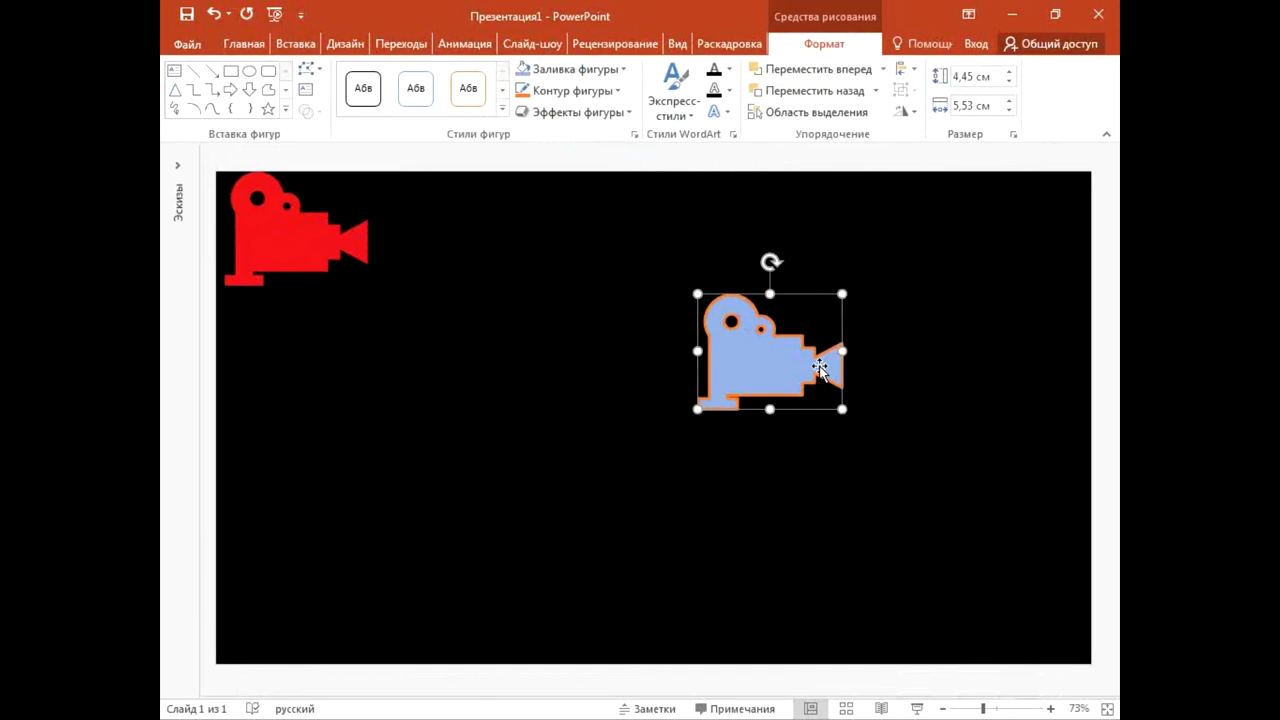 Презентация1 - PowerPoint
Средства рисования
Файл Главная Вставка Дизайн Переходы Анимация Слайд-шоу Рецензирование Вид Раскадровка Формат Помощь Вход Общий доступ
Абв Абв Абв
Заливка фигуры
Контур фигуры
Эффекты фигуры
Экспресс-
стили
Переместить вперед
Переместить назад
Область выделения
4,45 см
5,53 см
Вставка фигур Стили фигур Стили WordArt Упорядочение Размер
Эскизы
Слайд 1 из 1 русский Заметки Примечания 73%